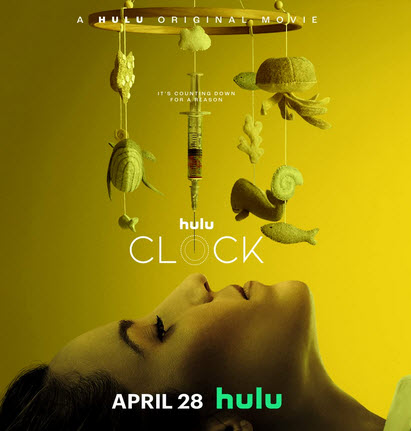 A HULU ORIGINAL MOVIE
IT'S COUNTING DOWN
FOR A REASON
hulu
CLOCK
APRIL 28 hulu